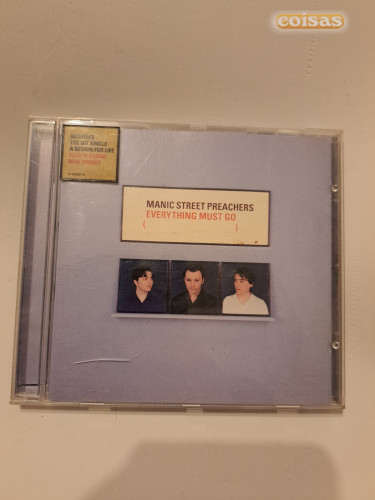 coisas
INCLUDES
THE HIT SINGLE
A DESIGN FOR LIFE
MANIC STREET PREACHERS
EVERYTHING MUST GO
( )